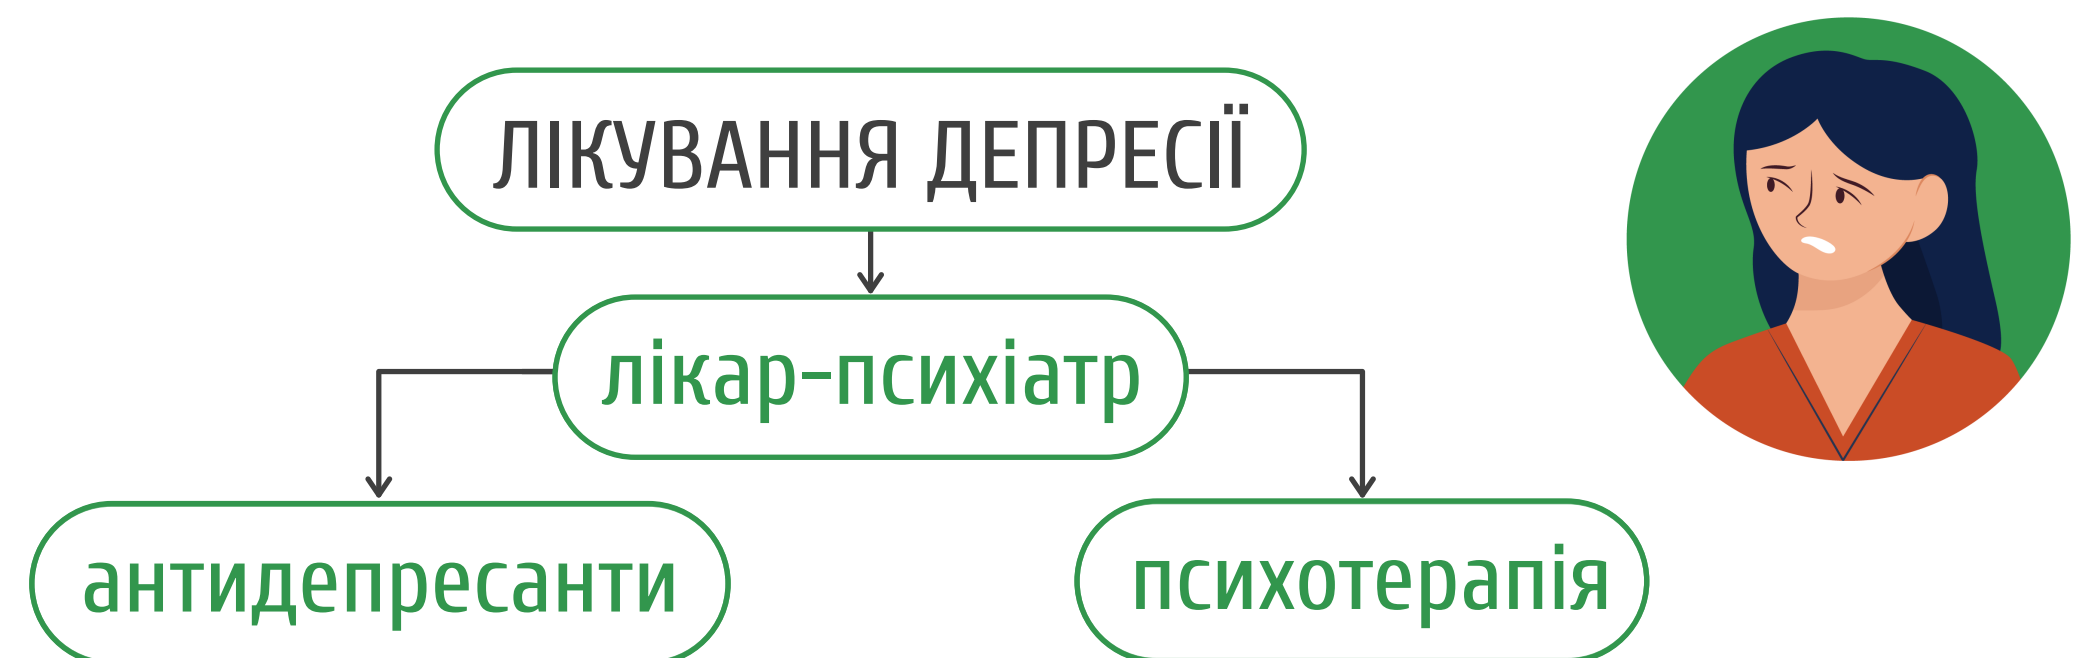 ЛІКУВАННЯ ДЕПРЕСІЇ
лікар-психіатр
антидепресанти
психотерапія